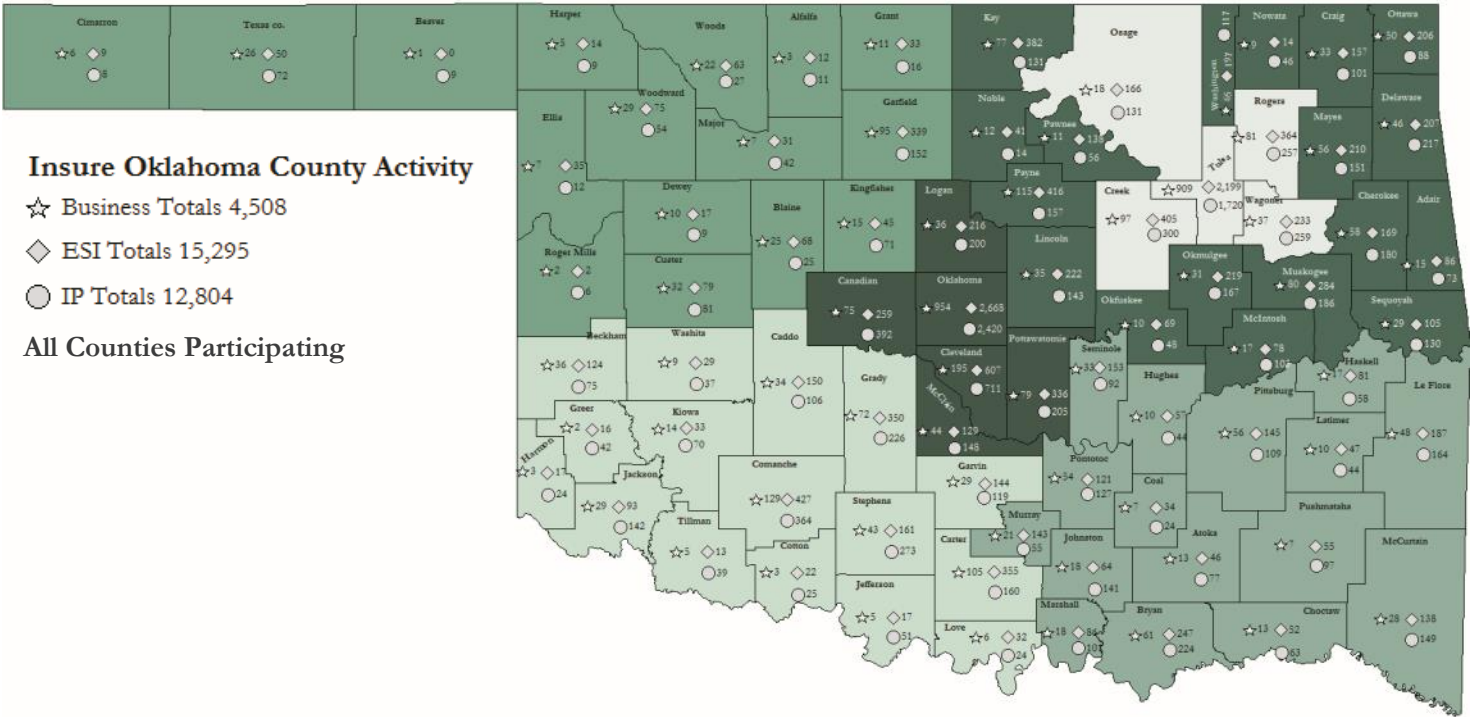 Cimarron
6 9
8
Texas co.
26 50
72
Beaver
1 0
9
Harper
5 14
9
Woods
22 63
27
Alfalfa
3 12
11
Grant
11 33
16
Kay
77 382
131
Osage
18 166
131
Washington
65 197 117
Nowata
9 14
46
Craig
33 157
101
Ottawa
50 206
88
Woodward
29 75
54
Ellis
7 35
12
Major
7 31
42
Garfield
95 339
152
Noble
12 41
14
Pawnee
11 138
56
Rogers
81 364
257
Mayes
56 210
151
Delaware
46 207
217
Insure Oklahoma County Activity
Business Totals 4,508
ESI Totals 15,295
IP Totals 12,804
All Counties Participating
Dewey
10 17
9
Blaine
25 68
25
Kingfisher
15 45
71
Logan
36 216
200
Payne
115 416
157
Creek
97 405
300
Tulsa
909 2,199
1,720
Wagoner
37 233
259
Cherokee
58 169
180
Adair
15 86
73
Roger Mills
2 2
6
Custer
32 79
81
Canadian
75 259
392
Oklahoma
954 2,668
2,420
Lincoln
35 222
143
Okmulgee
31 219
167
Muskogee
80 284
186
Okfuskee
10 69
48
McIntosh
17 78
Sequoyah
29 105
130
Beckham
36 124
75
Washita
9 29
37
Caddo
34 150
106
Grady
72 350
226
Cleveland
195 607
711
Pottawatomie
79 336
205
Seminole
33 153
92
Hughes
10 57
44
Pittsburg
56 145
109
Haskell
17 81
58
Le Flore
48 187
164
Greer
2 16
42
Kiowa
14 33
70
McClain
44 129
148
Latimer
10 47
44
Harmon
3 17
24
Jackson
29 93
142
Comanche
129 427
364
Garvin
29 144
119
Pontotoc
54 121
127
Coal
7 34
24
Tillman
5 13
39
Cotton
3 22
25
Stephens
43 161
273
Murray
21 143
55
Carter
105 355
160
Johnston
18 64
141
Atoka
13 46
77
Pushmataha
7 55
97
McCurtain
28 138
149
Jefferson
5 17
51
Love
6 32
24
Marshall
18 86
101
Bryan
61 247
224
Choctaw
13 52
63